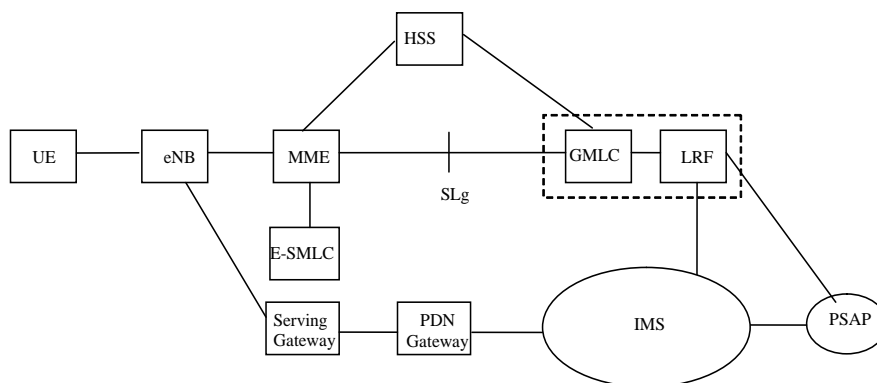 HSS
UE
eNB
MME
GMLC
LRF
SLg
E-SMLC
Serving
Gateway
PDN
Gateway
IMS
PSAP